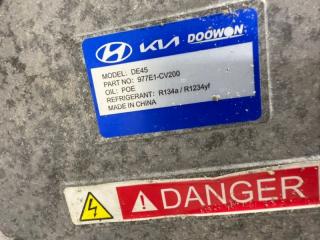 HYUNDAI KIA DOOWON
MODEL: DE45
PART NO: 977E1-CV200
OIL: POE
REFRIGERANT: R134a / R1234yf
MADE IN CHINA
DANGER